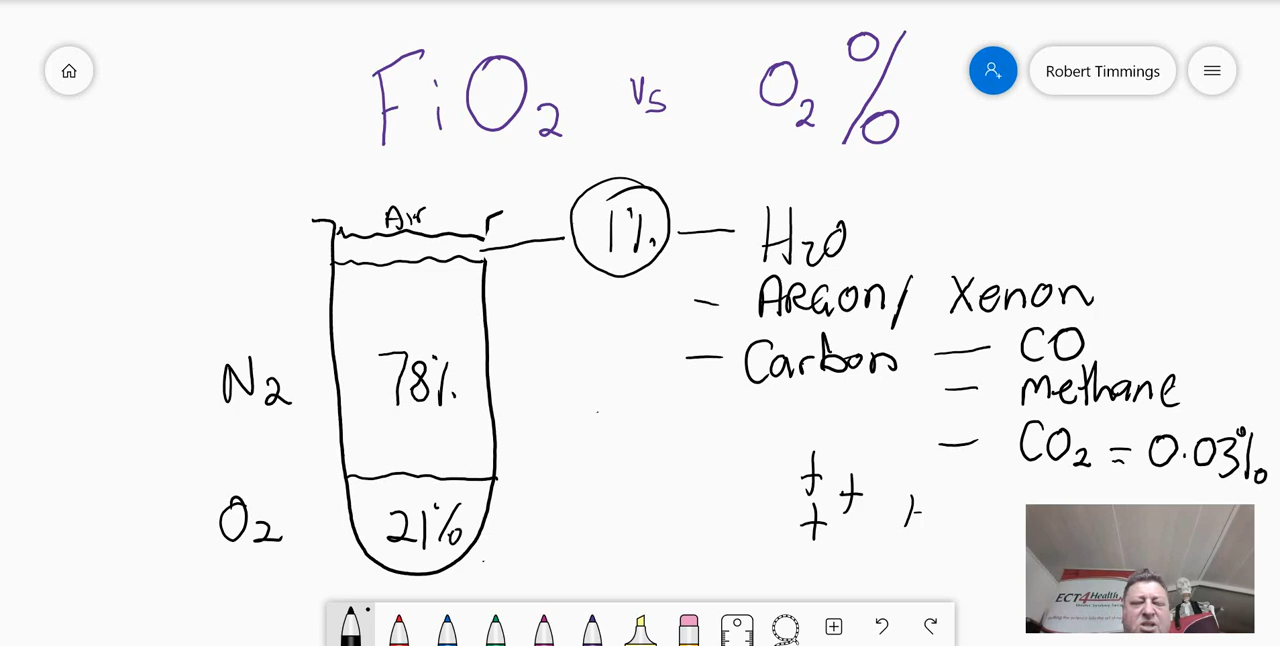 FiO2 vs O2 %
Robert Timmings
Air
1%. — H2O
- ARGON / Xenon
- Carbon — CO
— methane
— CO2 = 0.03%
N2 78%.
O2 21%
ECT4Health